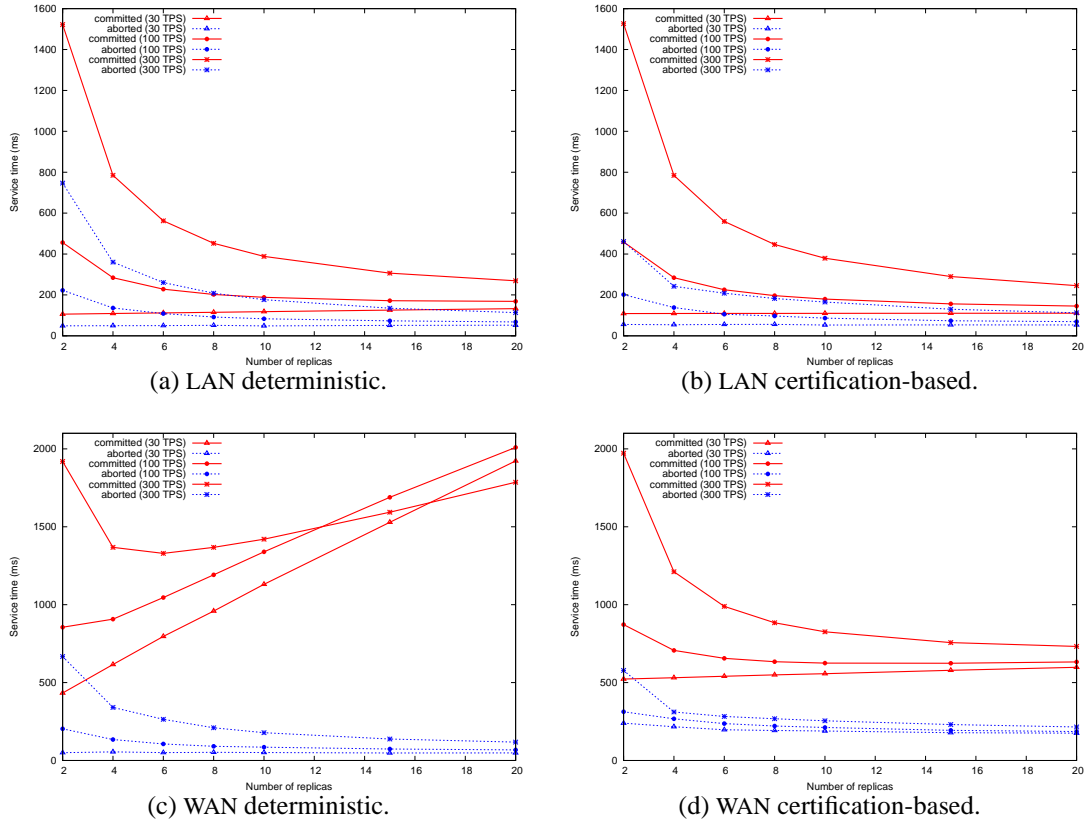 1600
1400
1200
1000
800
600
400
200
0
Service time (ms)
committed (30 TPS)
aborted (30 TPS)
committed (100 TPS)
aborted (100 TPS)
committed (300 TPS)
aborted (300 TPS)
2 4 6 8 10 12 14 16 18 20
Number of replicas
(a) LAN deterministic.
1600
1400
1200
1000
800
600
400
200
0
Service time (ms)
committed (30 TPS)
aborted (30 TPS)
committed (100 TPS)
aborted (100 TPS)
committed (300 TPS)
aborted (300 TPS)
2 4 6 8 10 12 14 16 18 20
Number of replicas
(b) LAN certification-based.
2000
1500
1000
500
0
Service time (ms)
committed (30 TPS)
aborted (30 TPS)
committed (100 TPS)
aborted (100 TPS)
committed (300 TPS)
aborted (300 TPS)
2 4 6 8 10 12 14 16 18 20
Number of replicas
(c) WAN deterministic.
2000
1500
1000
500
0
Service time (ms)
committed (30 TPS)
aborted (30 TPS)
committed (100 TPS)
aborted (100 TPS)
committed (300 TPS)
aborted (300 TPS)
2 4 6 8 10 12 14 16 18 20
Number of replicas
(d) WAN certification-based.